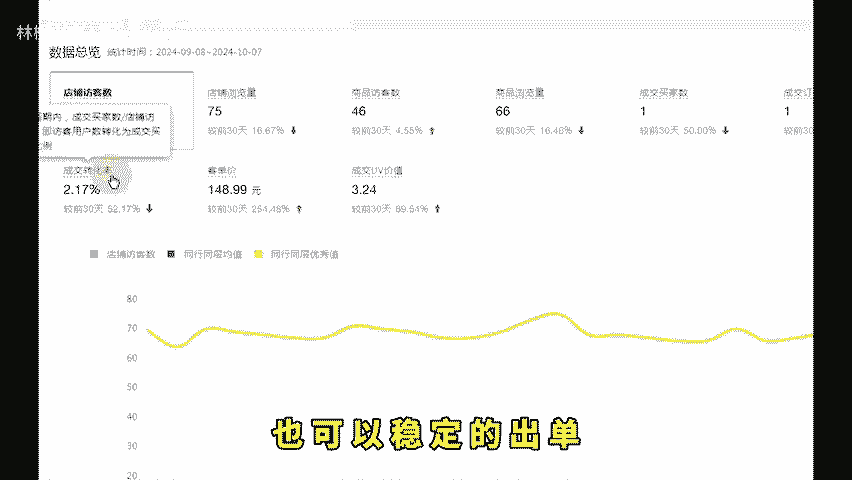 林
数据总览 统计时间：2024-09-08~2024-10-07
店铺访客数 店铺浏览量 商品访客数 商品浏览量 成交买家数 成交订
75 46 66 1 1
较前30天 16.67% 较前30天 4.55% 较前30天 16.46% 较前30天 50.00% 较前30
期内，成交买家数/店铺访
部访客用户数转化为成交买
比例
成交转化率 客单价 成交UV价值
2.17% 148.99 元 3.24
较前30天 52.17% 较前30天 254.48% 较前30天 69.54%
店铺访客数 同行同层均值 同行同层优秀值
80
70
60
50
40
30
20
也可以稳定的出单